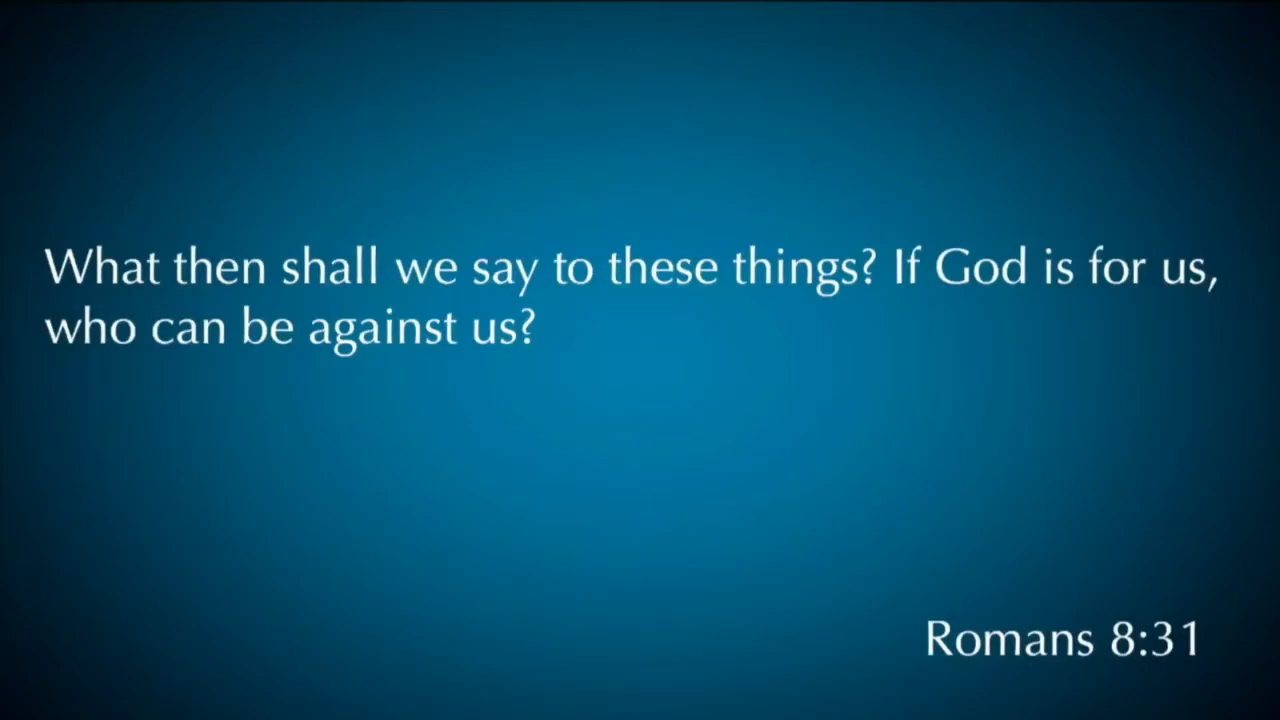 What then shall we say to these things? If God is for us,
who can be against us?
Romans 8:31